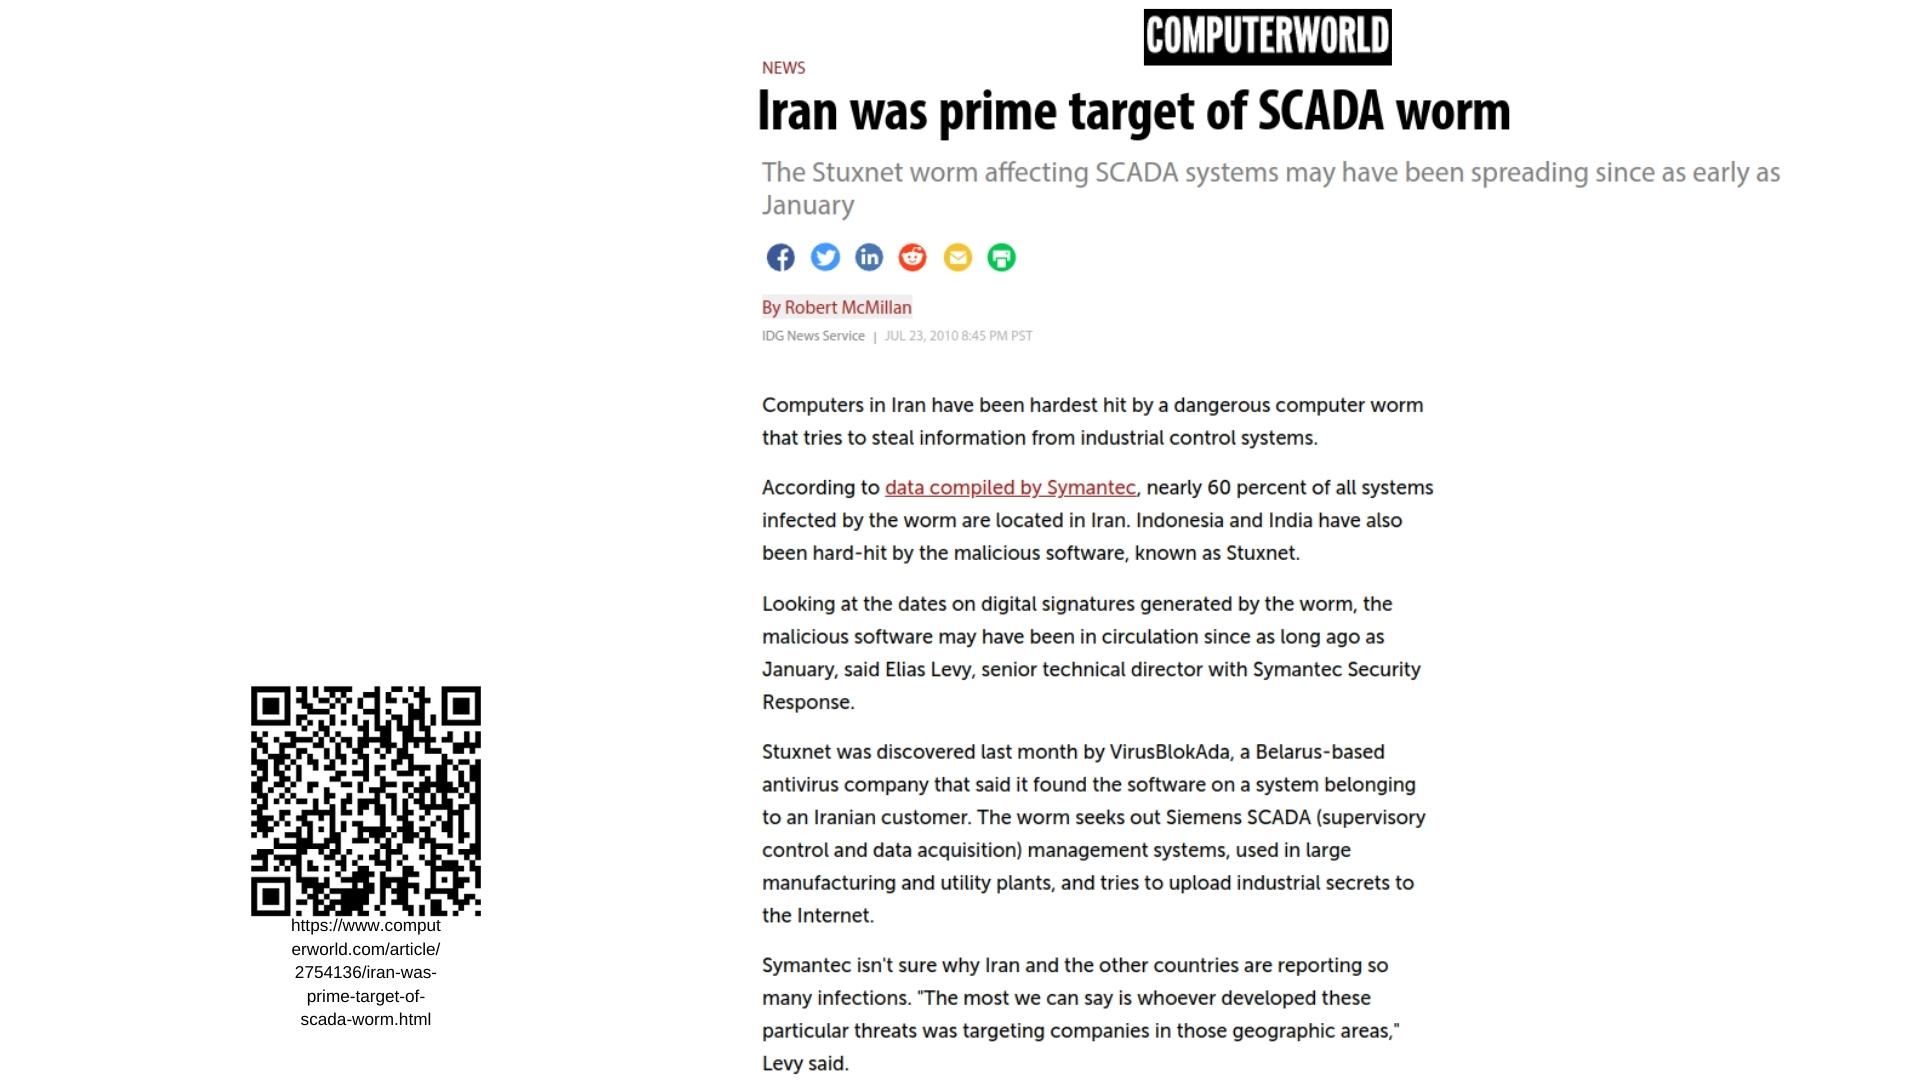 COMPUTERWORLD
NEWS
Iran was prime target of SCADA worm
The Stuxnet worm affecting SCADA systems may have been spreading since as early as
January
By Robert McMillan
IDG News Service | JUL 23, 2010 8:45 PM PST
Computers in Iran have been hardest hit by a dangerous computer worm
that tries to steal information from industrial control systems.
According to data compiled by Symantec, nearly 60 percent of all systems
infected by the worm are located in Iran. Indonesia and India have also
been hard-hit by the malicious software, known as Stuxnet.
Looking at the dates on digital signatures generated by the worm, the
malicious software may have been in circulation since as long ago as
January, said Elias Levy, senior technical director with Symantec Security
Response.
Stuxnet was discovered last month by VirusBlokAda, a Belarus-based
antivirus company that said it found the software on a system belonging
to an Iranian customer. The worm seeks out Siemens SCADA (supervisory
control and data acquisition) management systems, used in large
manufacturing and utility plants, and tries to upload industrial secrets to
the Internet.
Symantec isn't sure why Iran and the other countries are reporting so
many infections. "The most we can say is whoever developed these
particular threats was targeting companies in those geographic areas,"
Levy said.
https://www.comput
erworld.com/article/
2754136/iran-was-
prime-target-of-
scada-worm.html